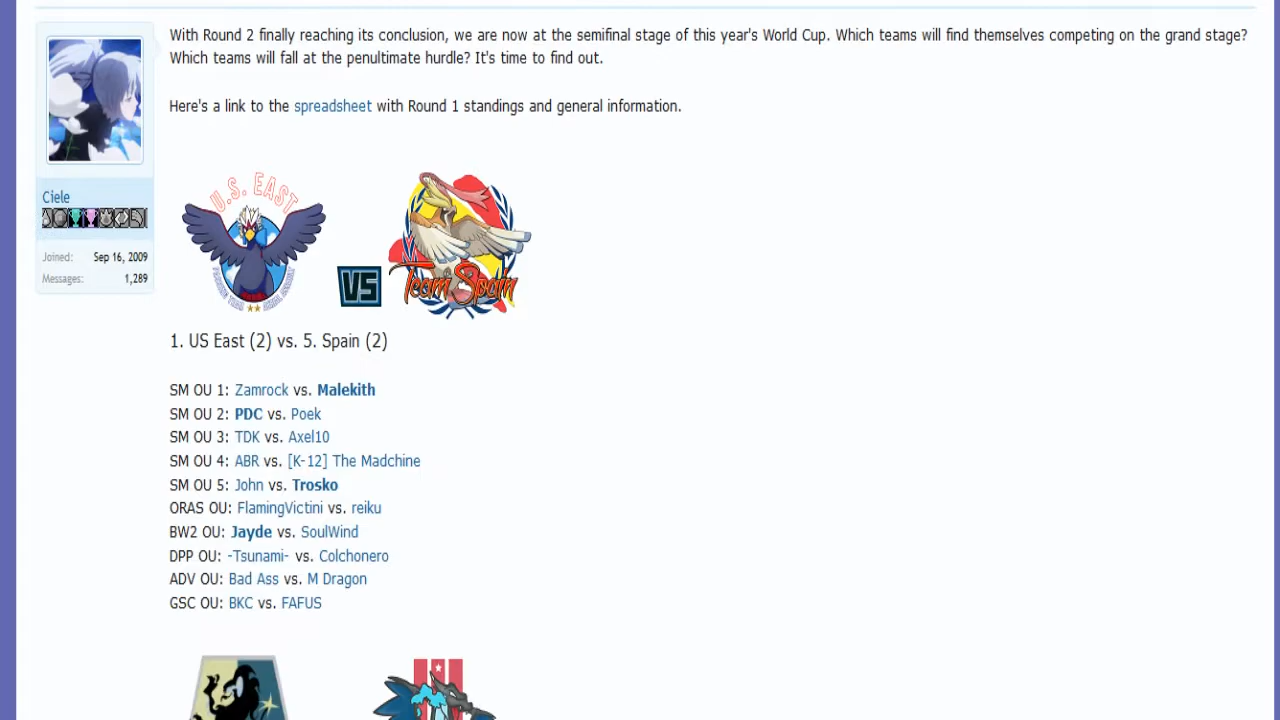 With Round 2 finally reaching its conclusion, we are now at the semifinal stage of this year's World Cup. Which teams will find themselves competing on the grand stage?
Which teams will fall at the penultimate hurdle? It's time to find out.
Here's a link to the spreadsheet with Round 1 standings and general information.
Ciele
Joined: Sep 16, 2009
Messages: 1,289
U.S. EAST
VS
Team Spain
1. US East (2) vs. 5. Spain (2)
SM OU 1: Zamrock vs. Malekith
SM OU 2: PDC vs. Poek
SM OU 3: TDK vs. Axel10
SM OU 4: ABR vs. [K-12] The Madchine
SM OU 5: John vs. Trosko
ORAS OU: FlamingVictini vs. reiku
BW2 OU: Jayde vs. SoulWind
DPP OU: -Tsunami- vs. Colchonero
ADV OU: Bad Ass vs. M Dragon
GSC OU: BKC vs. FAFUS